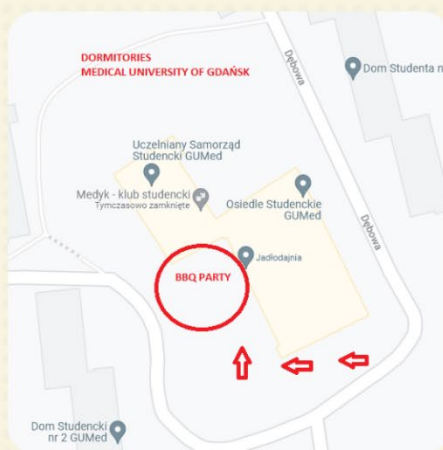 DORMITORIES
MEDICAL UNIVERSITY OF GDAŃSK
Dębowa
Dom Studenta n
Uczelniany Samorząd
Studencki GUMed
Medyk - klub studencki
Tymczasowo zamknięte
Osiedle Studenckie
GUMed
Dębowa
Jadłodajnia
BBQ PARTY
Dom Studencki
nr 2 GUMed